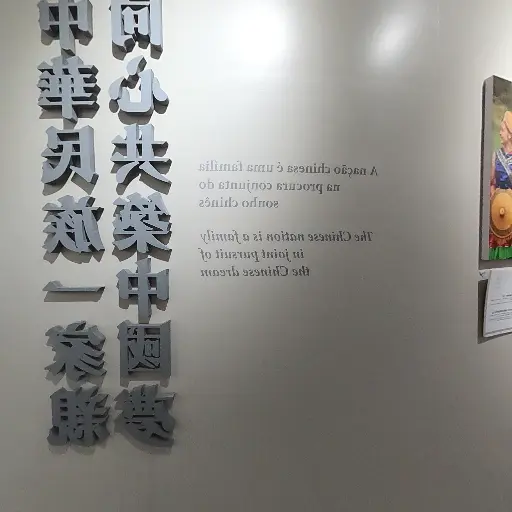 中華民族一家親
同心共築中國夢
A nação chinesa é uma família
na procura conjunta do
sonho chinês
The Chinese nation is a family
in joint pursuit of
the Chinese dream